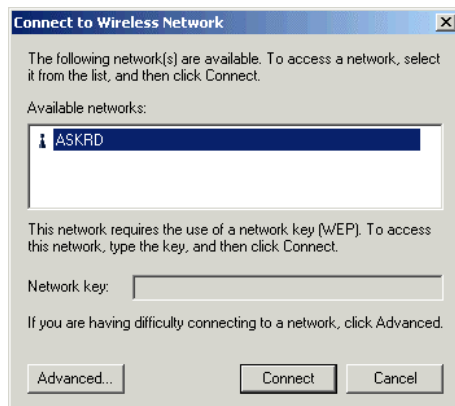 Connect to Wireless Network
The following network(s) are available. To access a network, select
it from the list, and then click Connect.
Available networks:
ASKRD
This network requires the use of a network key (WEP). To access
this network, type the key, and then click Connect.
Network key:
If you are having difficulty connecting to a network, click Advanced.
Advanced... Connect Cancel